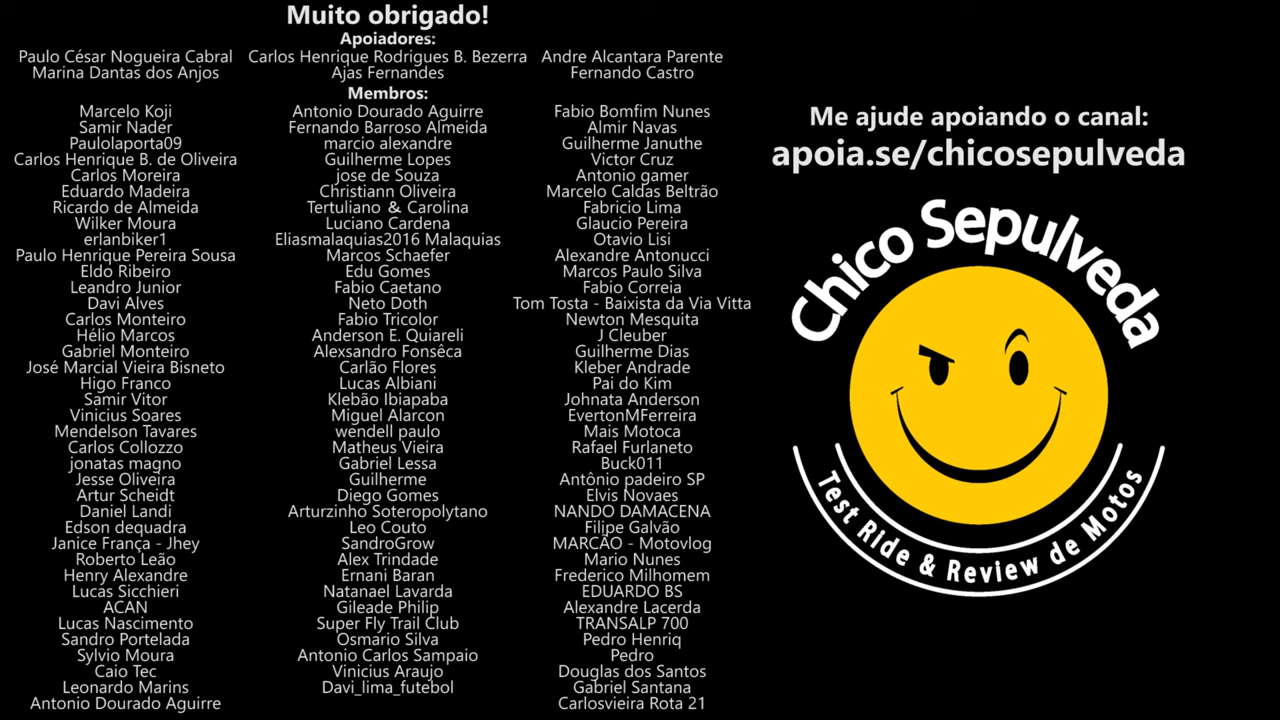 Muito obrigado!
Apoiadores:
Paulo César Nogueira Cabral
Marina Dantas dos Anjos
Carlos Henrique Rodrigues B. Bezerra
Ajas Fernandes
Andre Alcantara Parente
Fernando Castro
Membros:
Marcelo Koji
Samir Nader
Paulolaporta09
Carlos Henrique B. de Oliveira
Carlos Moreira
Eduardo Madeira
Ricardo de Almeida
Wilker Moura
erlanbiker1
Paulo Henrique Pereira Sousa
Eldo Ribeiro
Leandro Junior
Davi Alves
Carlos Monteiro
Hélio Marcos
Gabriel Monteiro
José Marcial Vieira Bisneto
Higo Franco
Samir Vitor
Vinicius Soares
Mendelson Tavares
Carlos Collozzo
jonatas magno
Jesse Oliveira
Artur Scheidt
Daniel Landi
Edson dequadra
Janice França - Jhey
Roberto Leão
Henry Alexandre
Lucas Sicchieri
ACAN
Lucas Nascimento
Sandro Portelada
Sylvio Moura
Caio Tec
Leonardo Marins
Antonio Dourado Aguirre
Antonio Dourado Aguirre
Fernando Barroso Almeida
marcio alexandre
Guilherme Lopes
jose de Souza
Christiann Oliveira
Tertuliano & Carolina
Luciano Cardena
Eliasmalaquias2016 Malaquias
Marcos Schaefer
Edu Gomes
Fabio Caetano
Neto Doth
Fabio Tricolor
Anderson E. Quiareli
Alexsandro Fonsêca
Carlão Flores
Lucas Albiani
Klebão Ibiapaba
Miguel Alarcon
wendell paulo
Matheus Vieira
Gabriel Lessa
Guilherme
Diego Gomes
Arturzinho Soteropolytano
Leo Couto
SandroGrow
Alex Trindade
Ernani Baran
Natanael Lavarda
Gileade Philip
Super Fly Trail Club
Osmario Silva
Antonio Carlos Sampaio
Vinicius Araujo
Davi_lima_futebol
Fabio Bomfim Nunes
Almir Navas
Guilherme Januthe
Victor Cruz
Antonio gamer
Marcelo Caldas Beltrão
Fabricio Lima
Glaucio Pereira
Otavio Lisi
Alexandre Antonucci
Marcos Paulo Silva
Fabio Correia
Tom Tosta - Baixista da Via Vitta
Newton Mesquita
J Cleuber
Guilherme Dias
Kleber Andrade
Pai do Kim
Johnata Anderson
EvertonMFerreira
Mais Motoca
Rafael Furlaneto
Buck011
Antônio padeiro SP
Elvis Novaes
NANDO DAMACENA
Filipe Galvão
MARCÃO - Motovlog
Mario Nunes
Frederico Milhomem
EDUARDO BS
Alexandre Lacerda
TRANSALP 700
Pedro Henriq
Pedro
Douglas dos Santos
Gabriel Santana
Carlosvieira Rota 21
Me ajude apoiando o canal:
apoia.se/chicosepulveda
Chico Sepulveda
Test Ride & Review de Motos